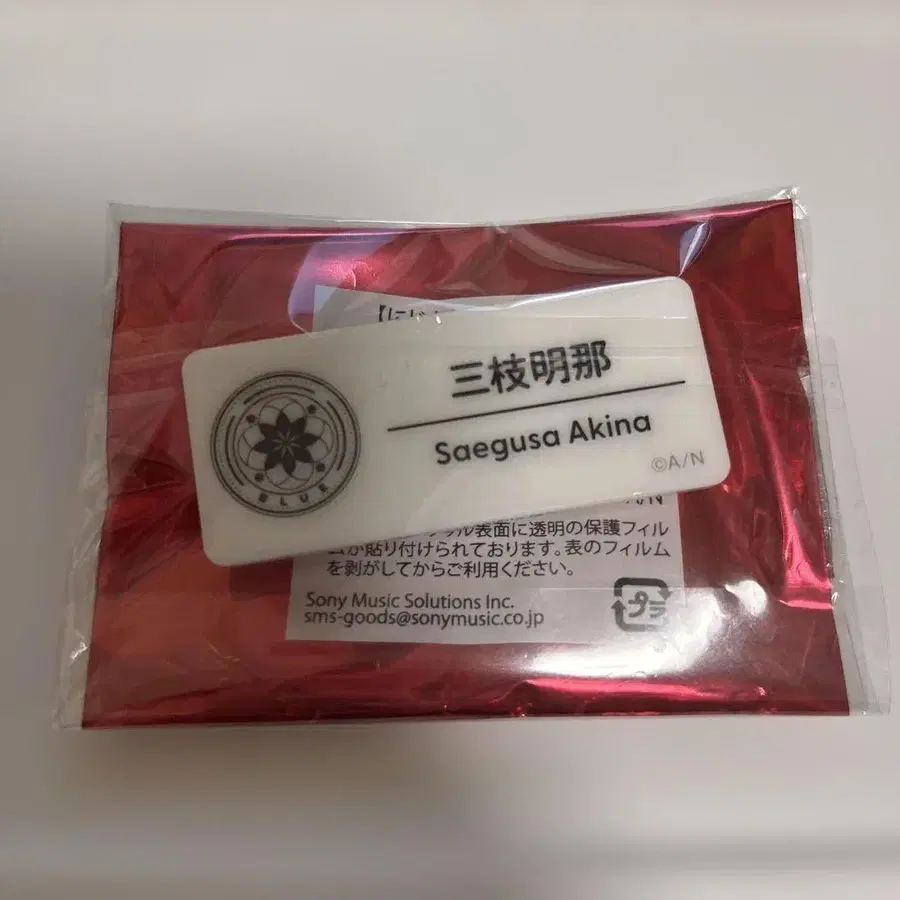 三枝明那
Saegusa Akina
©A/N
BLUE
A/N
表面に透明の保護フィル
ムが貼り付けられております。表のフィルム
を剥がしてからご利用ください。
Sony Music Solutions Inc.
sms-goods@sonymusic.co.jp
プラ